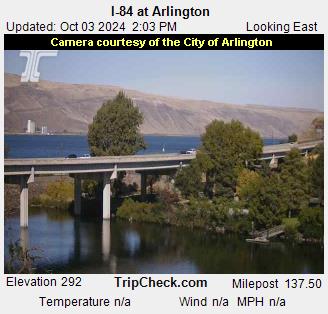 I-84 at Arlington
Updated: Oct 03 2024 2:03 PM Looking East
Camera courtesy of the City of Arlington
Elevation 292 TripCheck.com Milepost 137.50
Temperature n/a Wind n/a MPH n/a